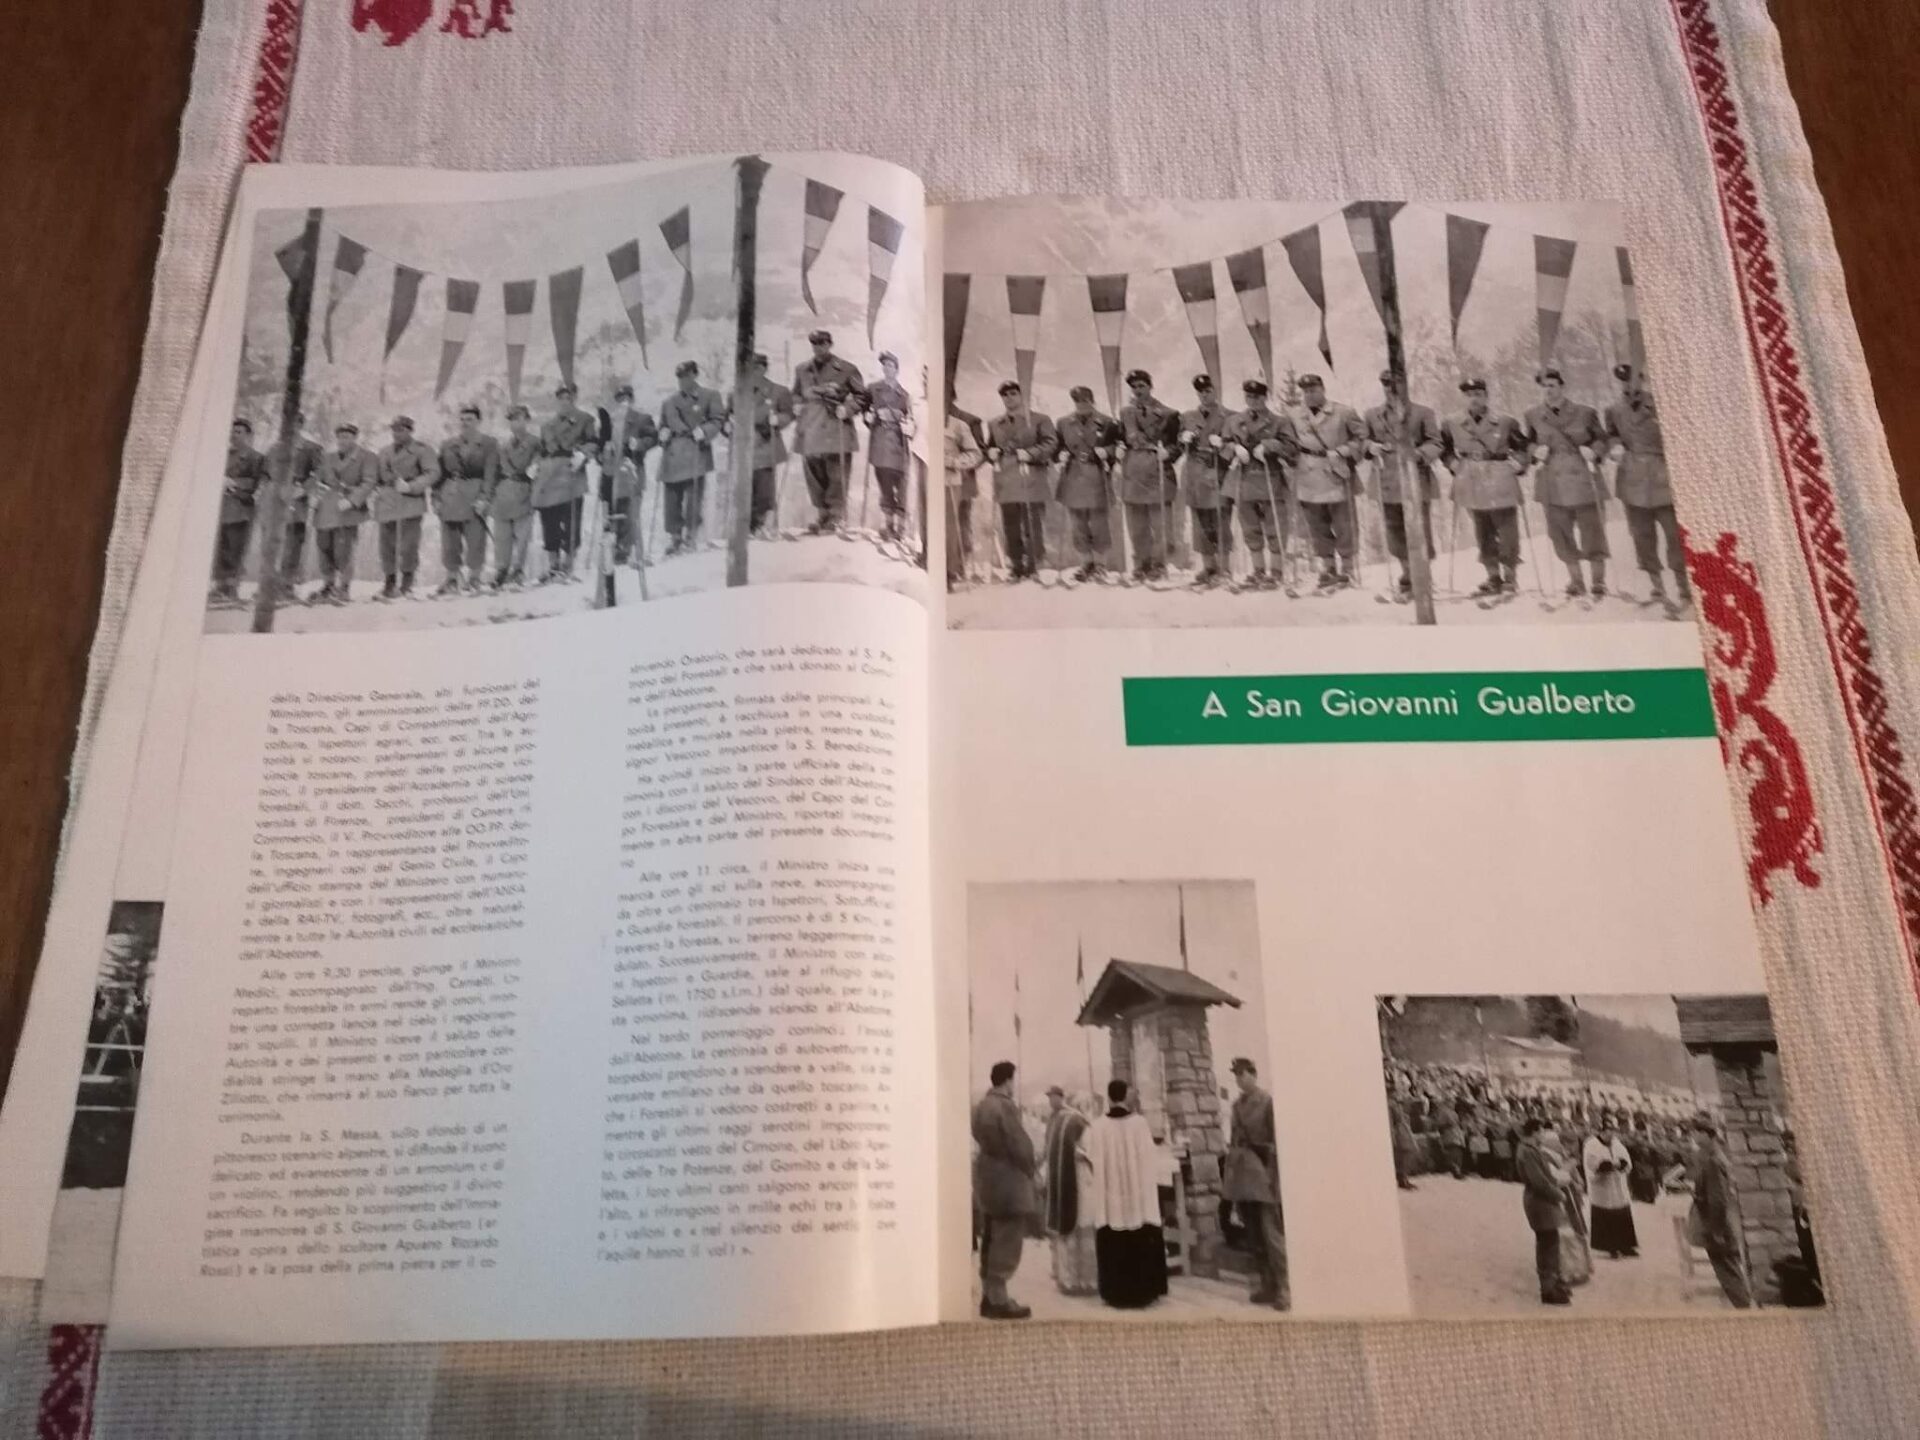 della Direzione Generale, alti funzionari del
Ministero, gli amministratori delle FF.DD. del-
la Toscana, Capi di Compartimenti dell'Agri-
coltura, Ispettori agrari, ecc. ecc. Tra le au-
torità si notano: parlamentari di alcune pro-
vincie toscane, prefetti delle provincie vici-
niori, il presidente dell'Accademia di scienze
forestali, il dott. Sacchi, professori dell'Uni
versità di Firenze, presidenti di Camere di
Commercio, il V. Provveditore alle OO.PP. del-
la Toscana, in rappresentanza del Provvedito-
re, ingegneri capi del Genio Civile, il Capo
dell'ufficio stampa del Ministero con numero-
si giornalisti e con i rappresentanti dell'ANSA
e della RAI-TV, fotografi, ecc., oltre natural-
mente a tutte le Autorità civili ed ecclesiastiche
dell'Abetone.
Alle ore 9,30 precise, giunge il Ministro
Medici, accompagnato dall'Ing. Camaiti. Un
reparto forestale in armi rende gli onori, men-
tre una cornetta lancia nel cielo i regolamen-
tari squilli. Il Ministro riceve il saluto delle
Autorità e dei presenti e con particolare cor-
dialità stringe la mano alla Medaglia d'Oro
Ziliotto, che rimarrà al suo fianco per tutta la
cerimonia.
Durante la S. Messa, sullo sfondo di un
pittoresco scenario alpestre, si diffonde il suono
delicato ed evanescente di un armonium e di
un violino, rendendo più suggestivo il divino
sacrificio. Fa seguito lo scoprimento dell'imma-
gine marmorea di S. Giovanni Gualberto (ar
tistica opera dello scultore Apuano Riccardo
Rossi) e la posa della prima pietra per il co-
struendo Oratorio, che sarà dedicato al S. Pa-
trono dei Forestali e che sarà donato al Comu-
ne dell'Abetone.
La pergamena, firmata dalle principali Au-
torità presenti, è racchiusa in una custodia
metallica e murata nella pietra, mentre Mon-
signor Vescovo impartisce la S. Benedizione.
Ha quindi inizio la parte ufficiale della ce-
rimonia con il saluto del Sindaco dell'Abetone,
con i discorsi del Vescovo, del Capo del Cor-
po Forestale e del Ministro, riportati integral-
mente in altra parte del presente documenta-
rio.
Alle ore 11 circa, il Ministro inizia una
marcia con gli sci sulla neve, accompagnato
da oltre un centinaio tra Ispettori, Sottufficiali
e Guardie forestali. Il percorso è di 5 Km., at-
traverso la foresta, su terreno leggermente on-
dulato. Successivamente, il Ministro con alcu-
ni Ispettori e Guardie, sale al rifugio della
Selletta (m. 1750 s.l.m.) dal quale, per la pi-
sta omonima, ridiscende sciando all'Abetone.
Nel tardo pomeriggio comincia l'esodo
dall'Abetone. Le centinaia di autovetture e di
torpedoni prendono a scendere a valle, sia dal
versante emiliano che da quello toscano. An-
che i Forestali si vedono costretti a partire e,
mentre gli ultimi raggi serotini imporporano
le circostanti vette del Cimone, del Libro Aper-
to, delle Tre Potenze, del Gomito e della Sel-
letta, i loro ultimi canti salgono ancora verso
l'alto, si rifrangono in mille echi tra le balze
e i valloni e « nel silenzio dei sentieri ove
l'aquile hanno il vol! ».
A San Giovanni Gualberto